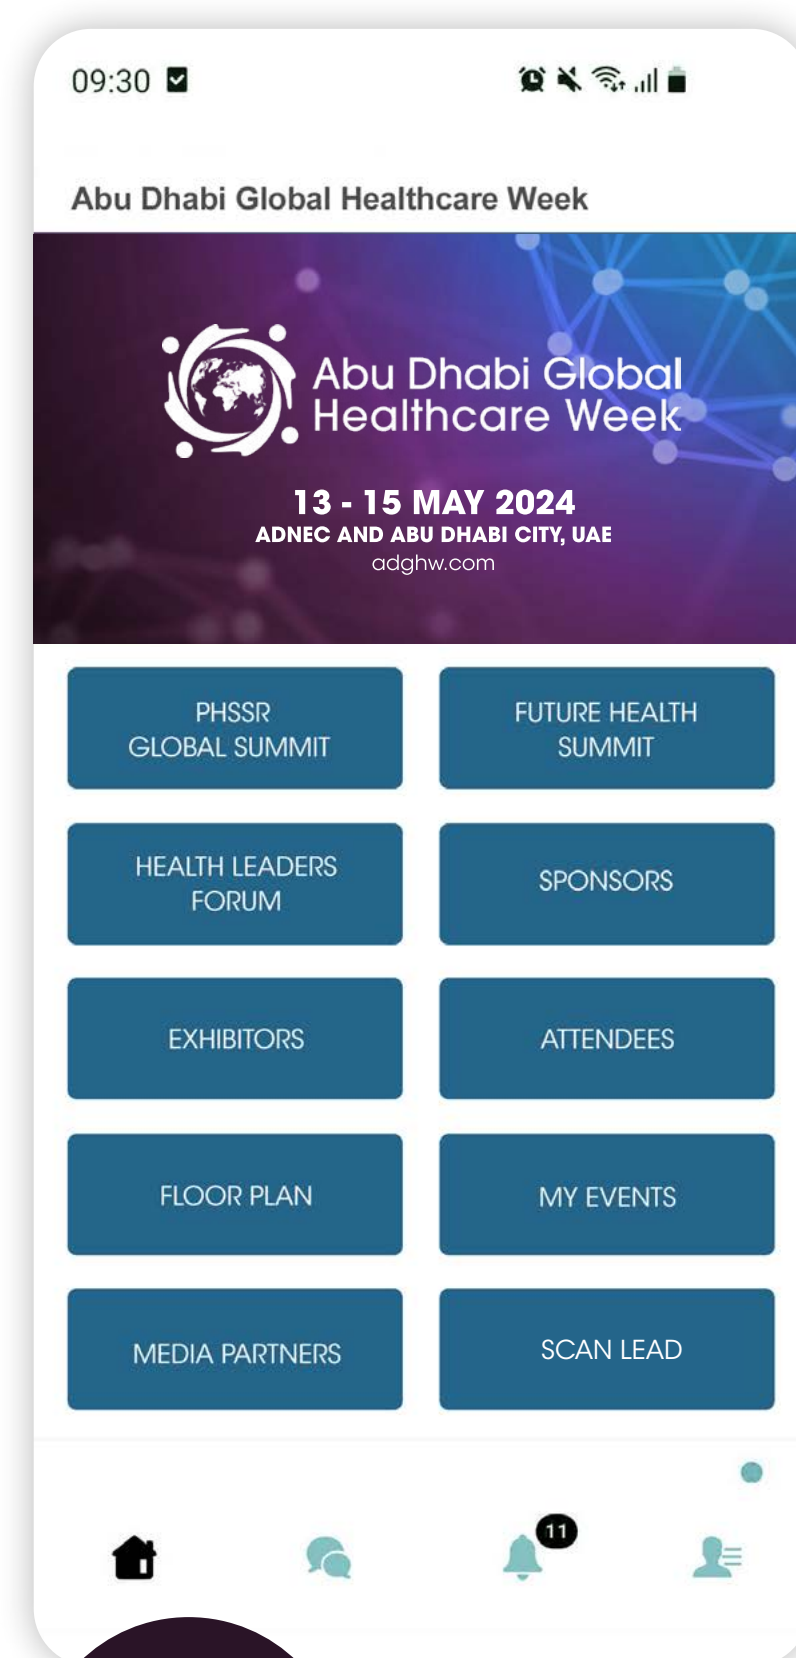 09:30
Abu Dhabi Global Healthcare Week
Abu Dhabi Global
Healthcare Week
13 - 15 MAY 2024
ADNEC AND ABU DHABI CITY, UAE
adghw.com
PHSSR
GLOBAL SUMMIT
FUTURE HEALTH
SUMMIT
HEALTH LEADERS
FORUM
SPONSORS
EXHIBITORS
ATTENDEES
FLOOR PLAN
MY EVENTS
MEDIA PARTNERS
SCAN LEAD
11